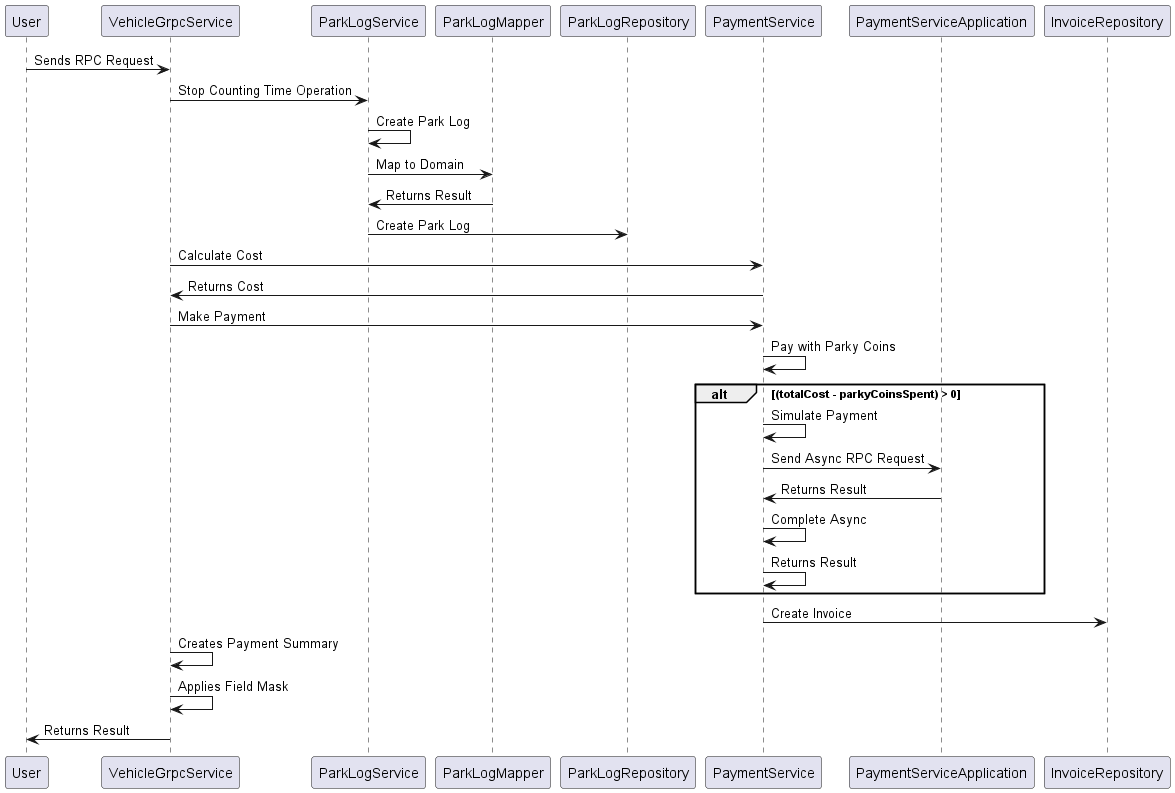 User VehicleGrpcService ParkLogService ParkLogMapper ParkLogRepository PaymentService PaymentServiceApplication InvoiceRepository
Sends RPC Request
Stop Counting Time Operation
Create Park Log
Map to Domain
Returns Result
Create Park Log
Calculate Cost
Returns Cost
Make Payment
Pay with Parky Coins
alt [(totalCost - parkyCoinsSpent) > 0]
Simulate Payment
Send Async RPC Request
Returns Result
Complete Async
Returns Result
Create Invoice
Creates Payment Summary
Applies Field Mask
Returns Result
User VehicleGrpcService ParkLogService ParkLogMapper ParkLogRepository PaymentService PaymentServiceApplication InvoiceRepository